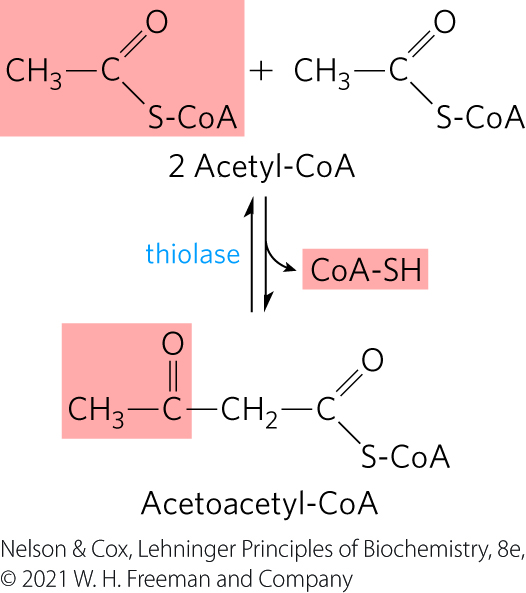 O O
CH₃—C + CH₃—C
S-CoA S-CoA
2 Acetyl-CoA
thiolase
CoA-SH
O O
CH₃—C—CH₂—C
S-CoA
Acetoacetyl-CoA
Nelson & Cox, Lehninger Principles of Biochemistry, 8e,
© 2021 W. H. Freeman and Company